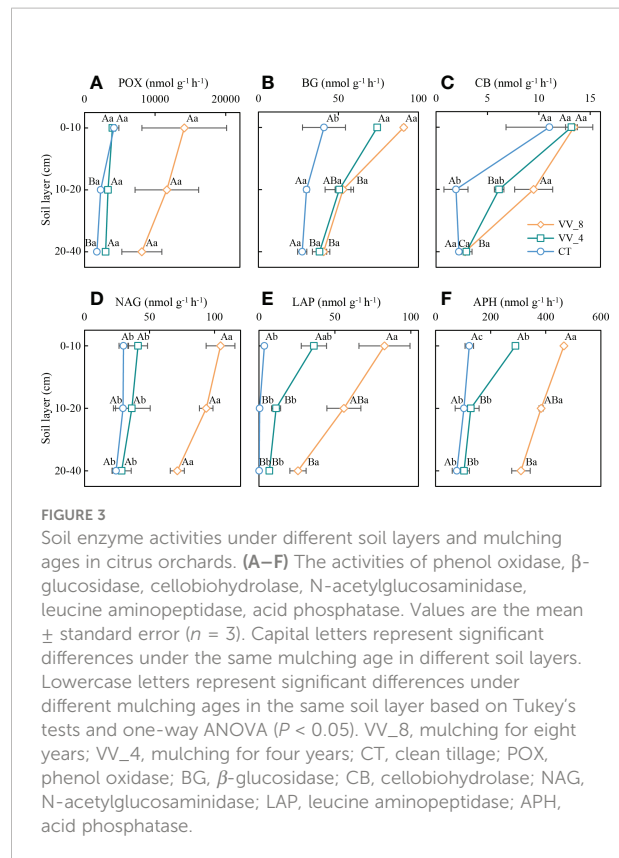 A POX (nmol g⁻¹ h⁻¹)
0 10000 20000
B BG (nmol g⁻¹ h⁻¹)
0 50 100
C CB (nmol g⁻¹ h⁻¹)
0 5 10 15
Soil layer (cm)
0-10
10-20
20-40
Aa Aa Aa
Ba Aa Aa
Ba Aa Aa
Ab Aa Aa
Aa ABa Ba
Aa Ba Ba
Aa Aa Aa
Ab Bab Aa
Aa Ca Ba
VV_8
VV_4
CT
D NAG (nmol g⁻¹ h⁻¹)
0 50 100
E LAP (nmol g⁻¹ h⁻¹)
0 50 100
F APH (nmol g⁻¹ h⁻¹)
0 200 400 600
Soil layer (cm)
0-10
10-20
20-40
Ab Ab Aa
Ab Ab Aa
Ab Ab Aa
Ab Aab Aa
Bb Bb Ba
Bb Bb Ba
Ac Ab Aa
Ab Bb ABa
Ab Bb Ba
FIGURE 3
Soil enzyme activities under different soil layers and mulching
ages in citrus orchards. (A–F) The activities of phenol oxidase, β-
glucosidase, cellobiohydrolase, N-acetylglucosaminidase,
leucine aminopeptidase, acid phosphatase. Values are the mean
± standard error (n = 3). Capital letters represent significant
differences under the same mulching age in different soil layers.
Lowercase letters represent significant differences under
different mulching ages in the same soil layer based on Tukey's
tests and one-way ANOVA (P < 0.05). VV_8, mulching for eight
years; VV_4, mulching for four years; CT, clean tillage; POX,
phenol oxidase; BG, β-glucosidase; CB, cellobiohydrolase; NAG,
N-acetylglucosaminidase; LAP, leucine aminopeptidase; APH,
acid phosphatase.